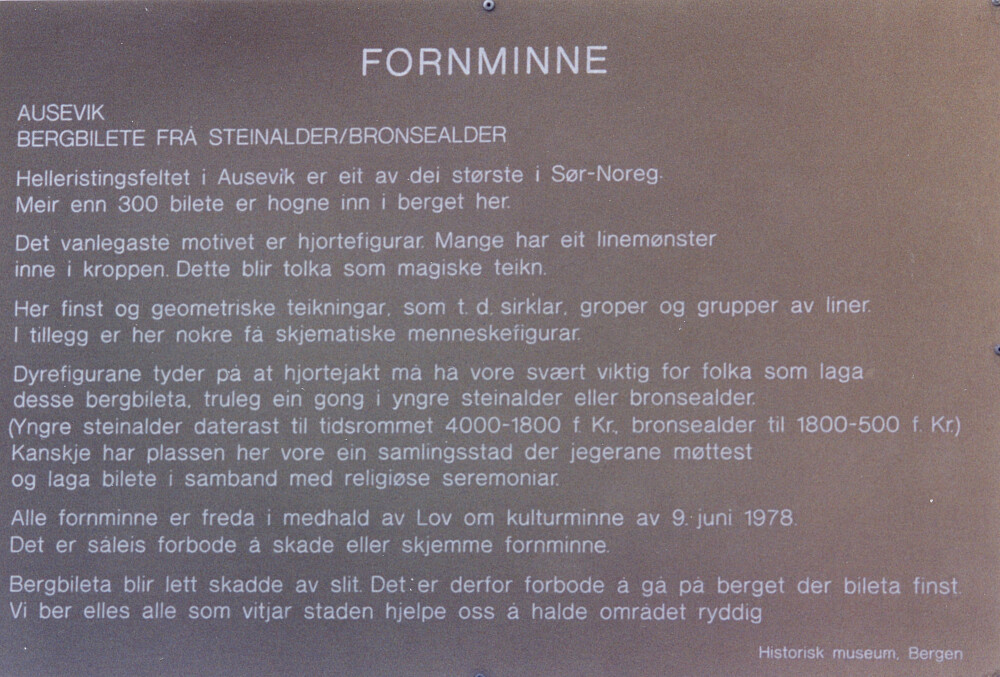 FORNMINNE
AUSEVIK
BERGBILETE FRÅ STEINALDER/BRONSEALDER
Helleristingsfeltet i Ausevik er eit av dei største i Sør-Noreg.
Meir enn 300 bilete er hogne inn i berget her.
Det vanlegaste motivet er hjortefigurar. Mange har eit linemønster
inne i kroppen. Dette blir tolka som magiske teikn.
Her finst og geometriske teikningar, som t. d. sirklar, groper og grupper av liner.
I tillegg er her nokre få skjematiske menneskefigurar.
Dyrefigurane tyder på at hjortejakt må ha vore svært viktig for folka som laga
desse bergbileta, truleg ein gong i yngre steinalder eller bronsealder.
(Yngre steinalder daterast til tidsrommet 4000-1800 f. Kr., bronsealder til 1800-500 f. Kr.)
Kanskje har plassen her vore ein samlingsstad der jegerane møttest
og laga bilete i samband med religiøse seremoniar.
Alle fornminne er freda i medhald av Lov om kulturminne av 9. juni 1978.
Det er såleis forbode å skade eller skjemme fornminne.
Bergbileta blir lett skadde av slit. Det er derfor forbode å gå på berget der bileta finst.
Vi ber elles alle som vitjar staden hjelpe oss å halde området ryddig
Historisk museum, Bergen